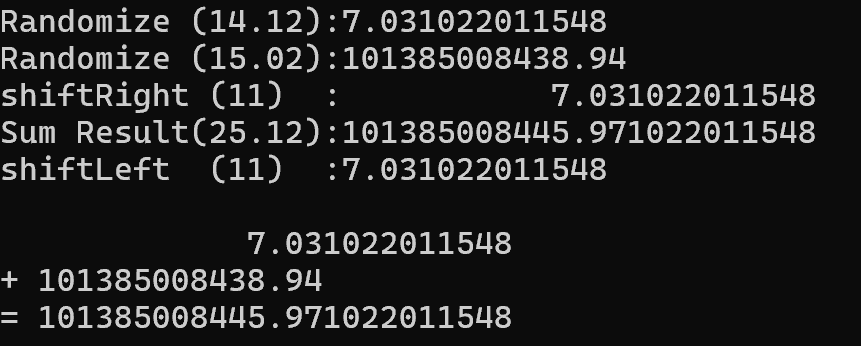 Randomize (14.12):7.031022011548
Randomize (15.02):101385008438.94
shiftRight (11)  :           7.031022011548
Sum Result(25.12):101385008445.971022011548
shiftLeft  (11)  :7.031022011548
             7.031022011548
+ 101385008438.94
= 101385008445.971022011548